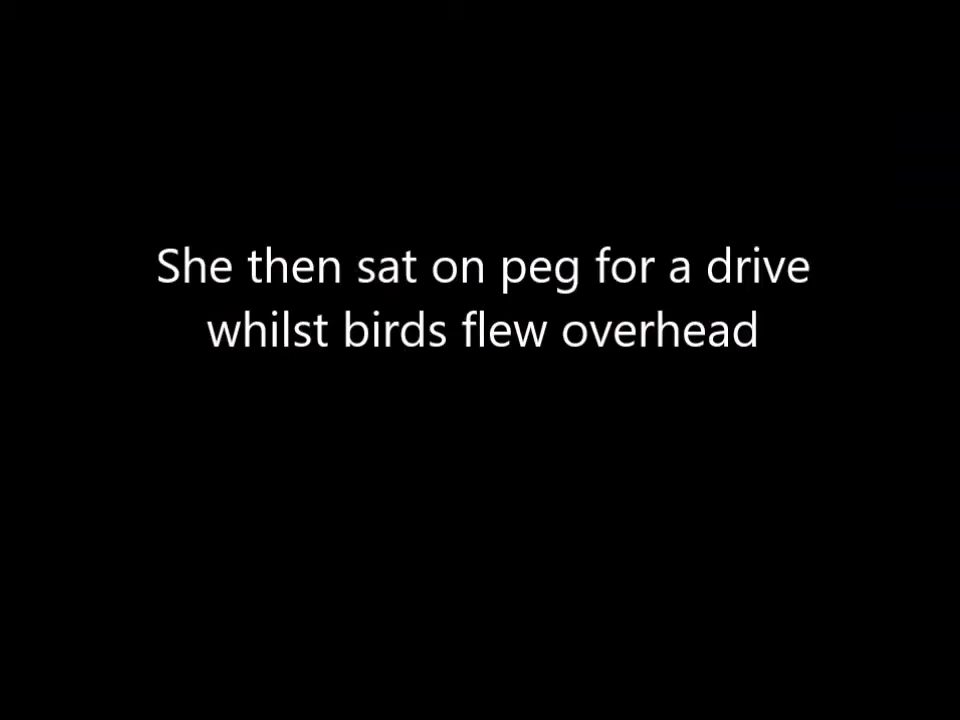 She then sat on peg for a drive
whilst birds flew overhead